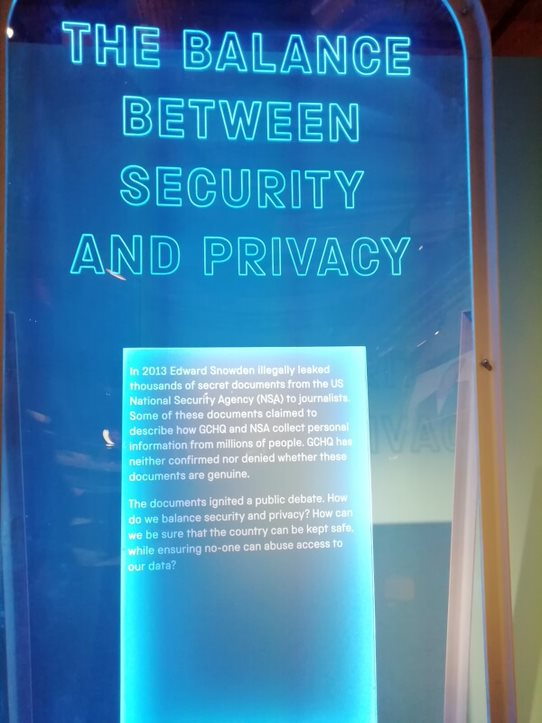 THE BALANCE
BETWEEN
SECURITY
AND PRIVACY
In 2013 Edward Snowden illegally leaked
thousands of secret documents from the US
National Security Agency (NSA) to journalists.
Some of these documents claimed to
describe how GCHQ and NSA collect personal
information from millions of people. GCHQ has
neither confirmed nor denied whether these
documents are genuine.
The documents ignited a public debate. How
do we balance security and privacy? How can
we be sure that the country can be kept safe,
while ensuring no-one can abuse access to
our data?